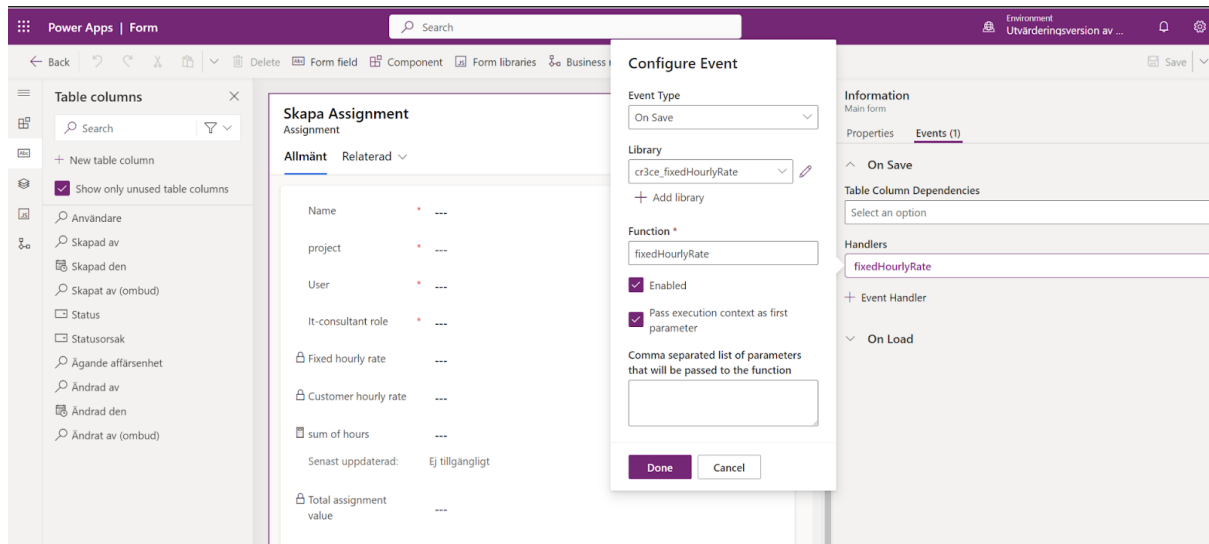 Power Apps | Form
Search
Environment
Utvärderingsversion av ...
Back
Delete
Form field
Component
Form libraries
Business
Save
Table columns
Search
New table column
Show only unused table columns
Användare
Skapad av
Skapad den
Skapat av (ombud)
Status
Statusorsak
Ägande affärsenhet
Ändrad av
Ändrad den
Ändrat av (ombud)
Skapa Assignment
Assignment
Allmänt Relaterad
Name * ---
project * ---
User * ---
It-consultant role * ---
Fixed hourly rate ---
Customer hourly rate ---
sum of hours ---
Senast uppdaterad: Ej tillgängligt
Total assignment
value ---
Configure Event
Event Type
On Save
Library
cr3ce_fixedHourlyRate
Add library
Function *
fixedHourlyRate
Enabled
Pass execution context as first
parameter
Comma separated list of parameters
that will be passed to the function
Done Cancel
Information
Main form
Properties Events (1)
On Save
Table Column Dependencies
Select an option
Handlers
fixedHourlyRate
Event Handler
On Load